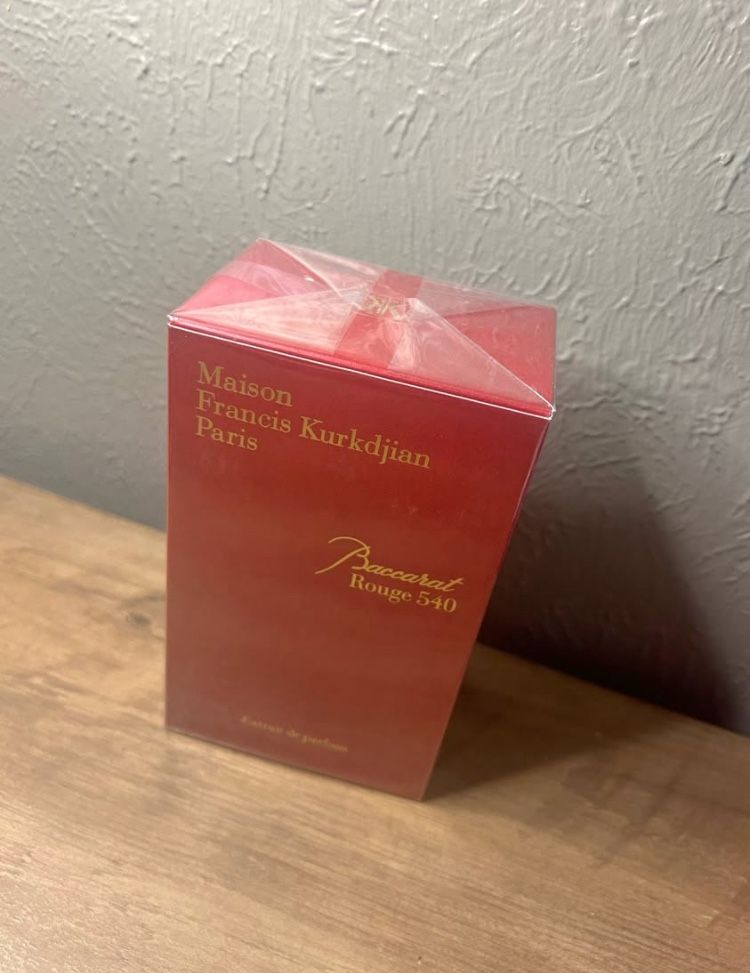 Maison
Francis Kurkdjian
Paris
Baccarat
Rouge 540
Extrait de parfum